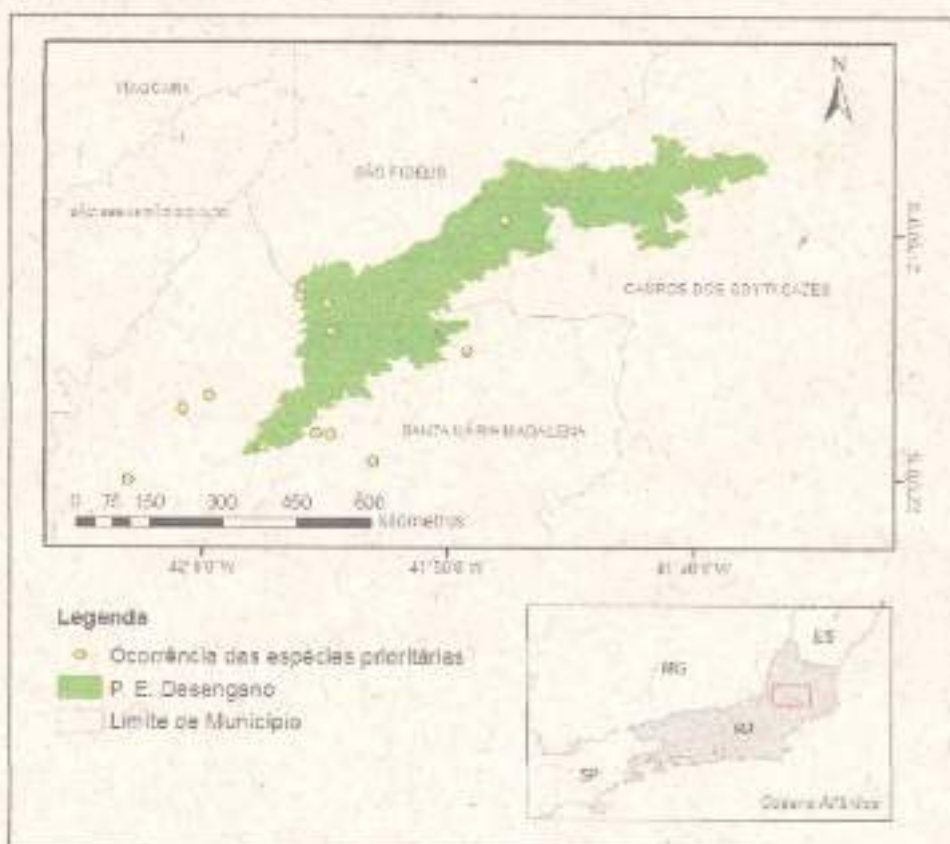 N
SÃO FIDÉLIS
CAMPOS DOS GOYTACAZES
SANTA MARIA MADALENA
0 75 150 300 450 600
Kilômetros
42°0'0"W 41°50'0"W 41°40'0"W
Legenda
Ocorrência das espécies prioritárias
P. E. Desengano
Limite de Município
ES
MG
RJ
SP
Oceano Atlântico